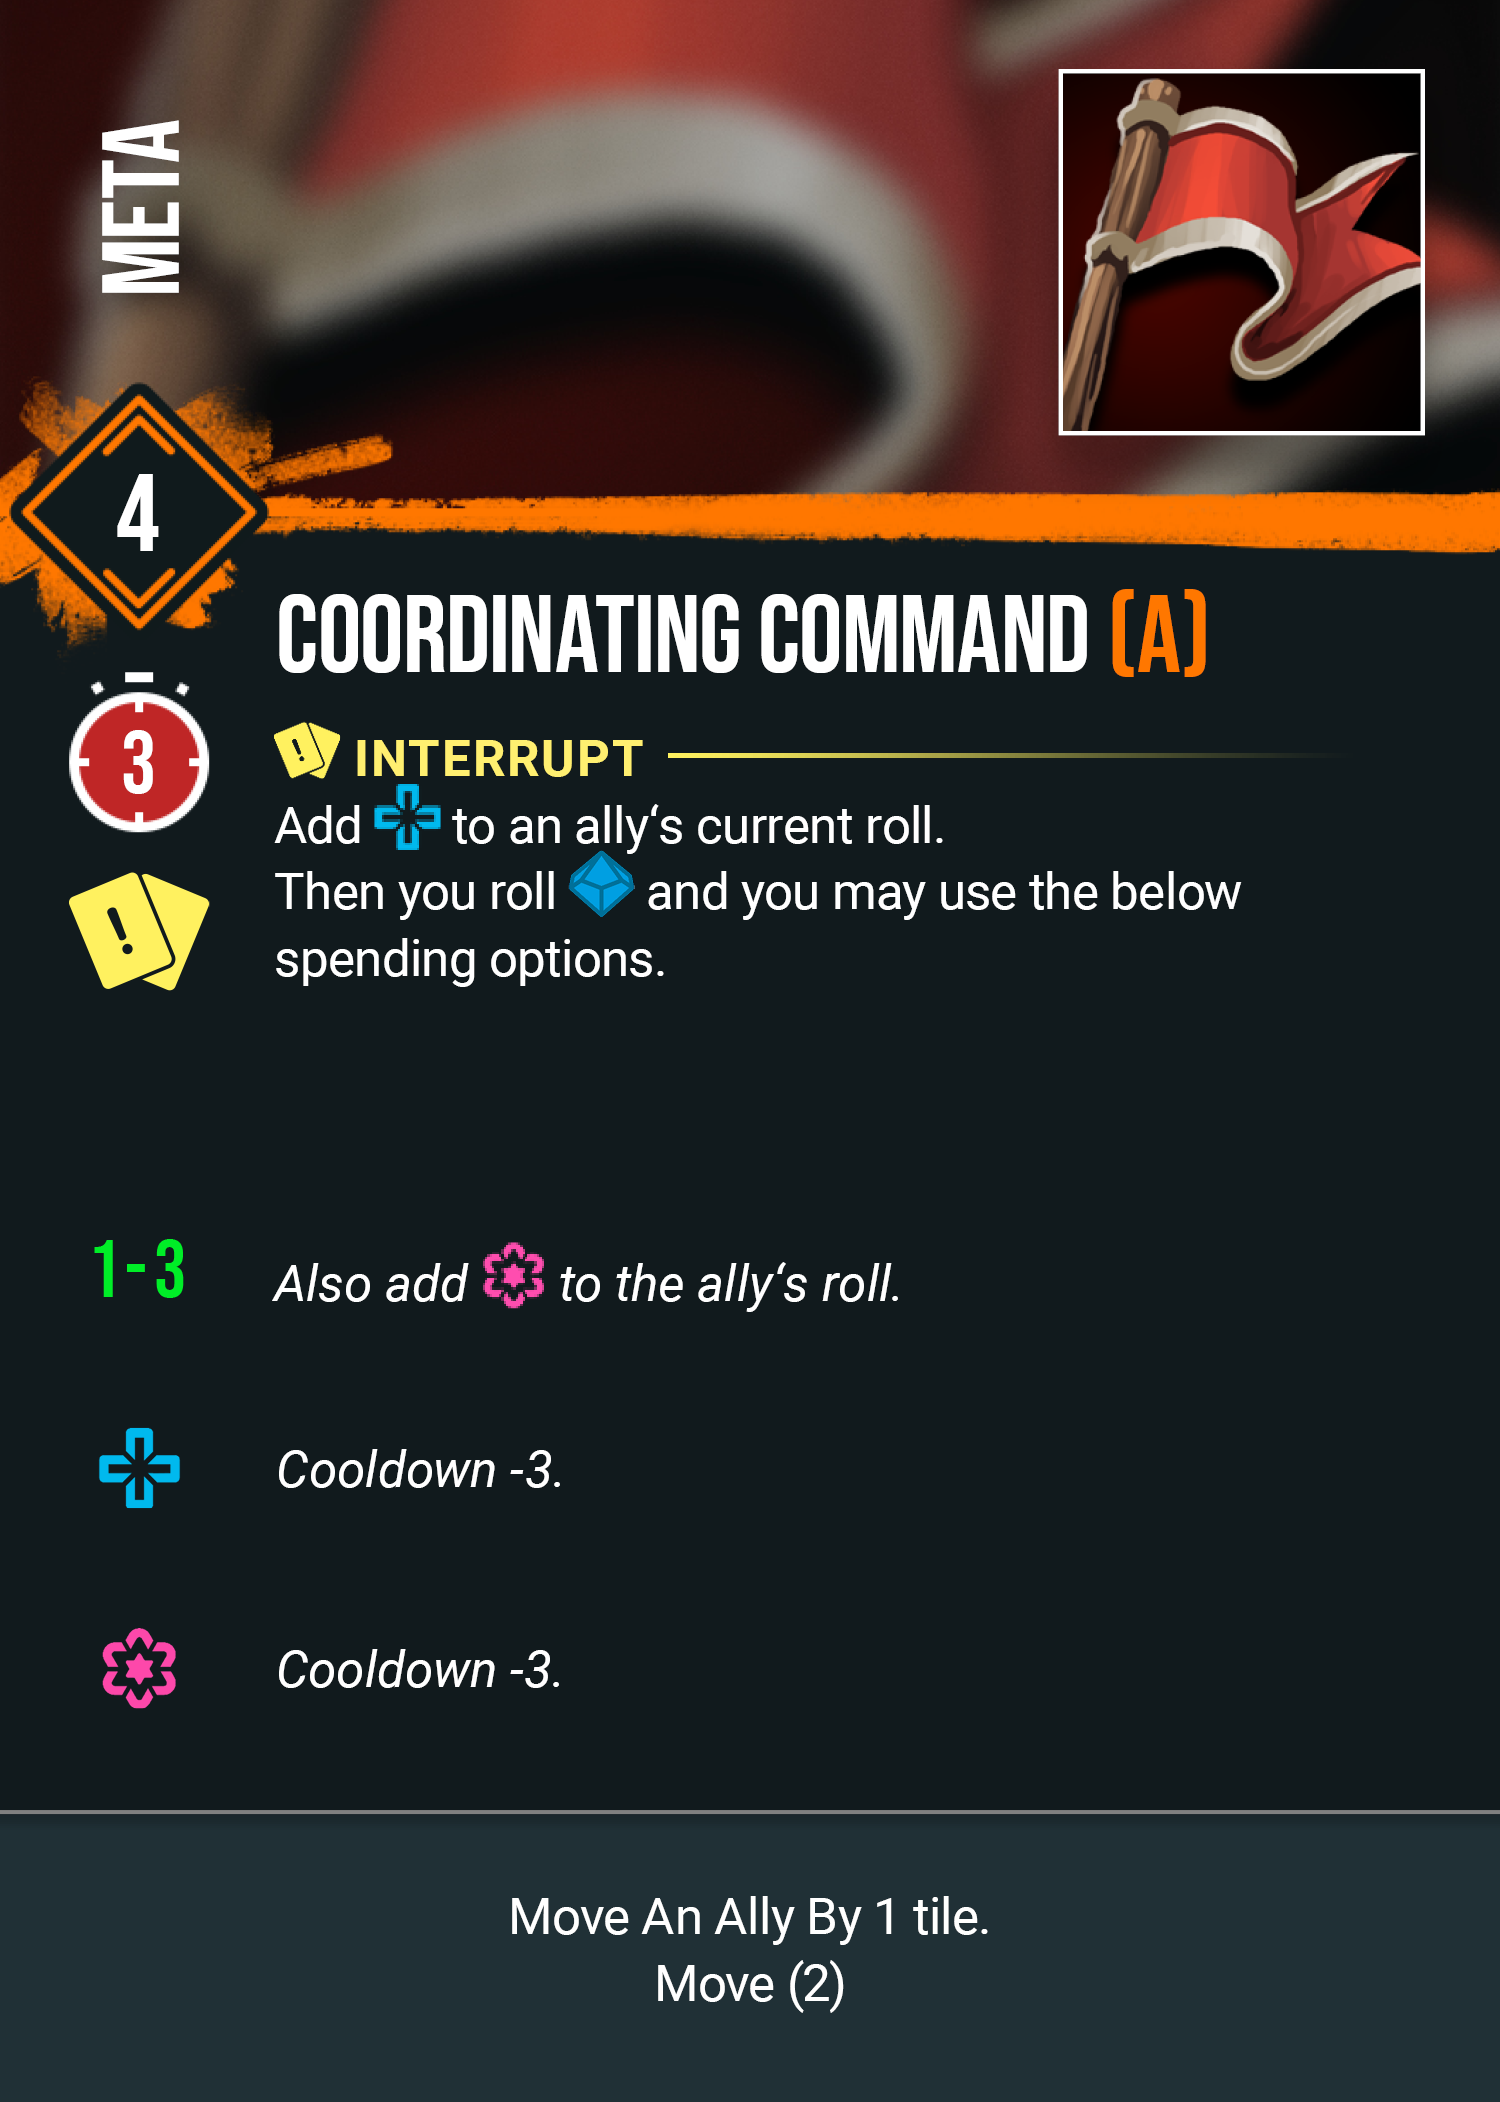 META
4
COORDINATING COMMAND (A)
3
INTERRUPT
Add to an ally‘s current roll.
Then you roll and you may use the below
spending options.
1-3
Also add to the ally‘s roll.
Cooldown -3.
Cooldown -3.
Move An Ally By 1 tile.
Move (2)